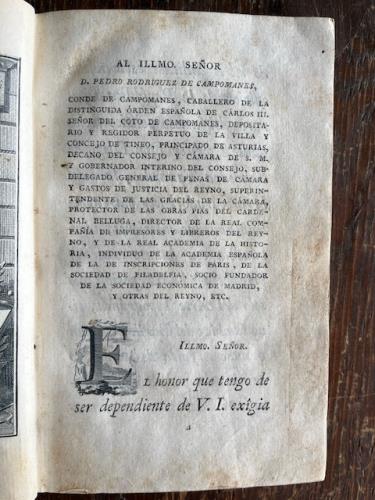 AL ILLMO. SEÑOR
D. PEDRO RODRIGUEZ DE CAMPOMANES,
CONDE DE CAMPOMANES, CABALLERO DE LA
DISTINGUIDA ÓRDEN ESPAÑOLA DE CÁRLOS III.
SEÑOR DEL COTO DE CAMPOMANES, DEPOSITA-
RIO Y REGIDOR PERPETUO DE LA VILLA Y
CONCEJO DE TINEO, PRINCIPADO DE ASTURIAS,
DECANO DEL CONSEJO Y CÁMARA DE S. M.
Y GOBERNADOR INTERINO DEL CONSEJO, SUB-
DELEGADO GENERAL DE PENAS DE CÁMARA
Y GASTOS DE JUSTICIA DEL REYNO, SUPERIN-
TENDENTE DE LAS GRACIAS DE LA CÁMARA,
PROTECTOR DE LAS OBRAS PIAS DEL CARDE-
NAL BELLUGA, DIRECTOR DE LA REAL COM-
PAÑÍA DE IMPRESORES Y LIBREROS DEL REY-
NO, Y DE LA REAL ACADEMIA DE LA HISTO-
RIA, INDIVIDUO DE LA ACADEMIA ESPAÑOLA
DE LA DE INSCRIPCIONES DE PARIS, DE LA
SOCIEDAD DE FILADELFIA, SOCIO FUNDADOR
DE LA SOCIEDAD ECONÓMICA DE MADRID,
Y OTRAS DEL REYNO, ETC.
ILLMO. SEÑOR.
EL honor que tengo de
ser dependiente de V. I. exîgia
a